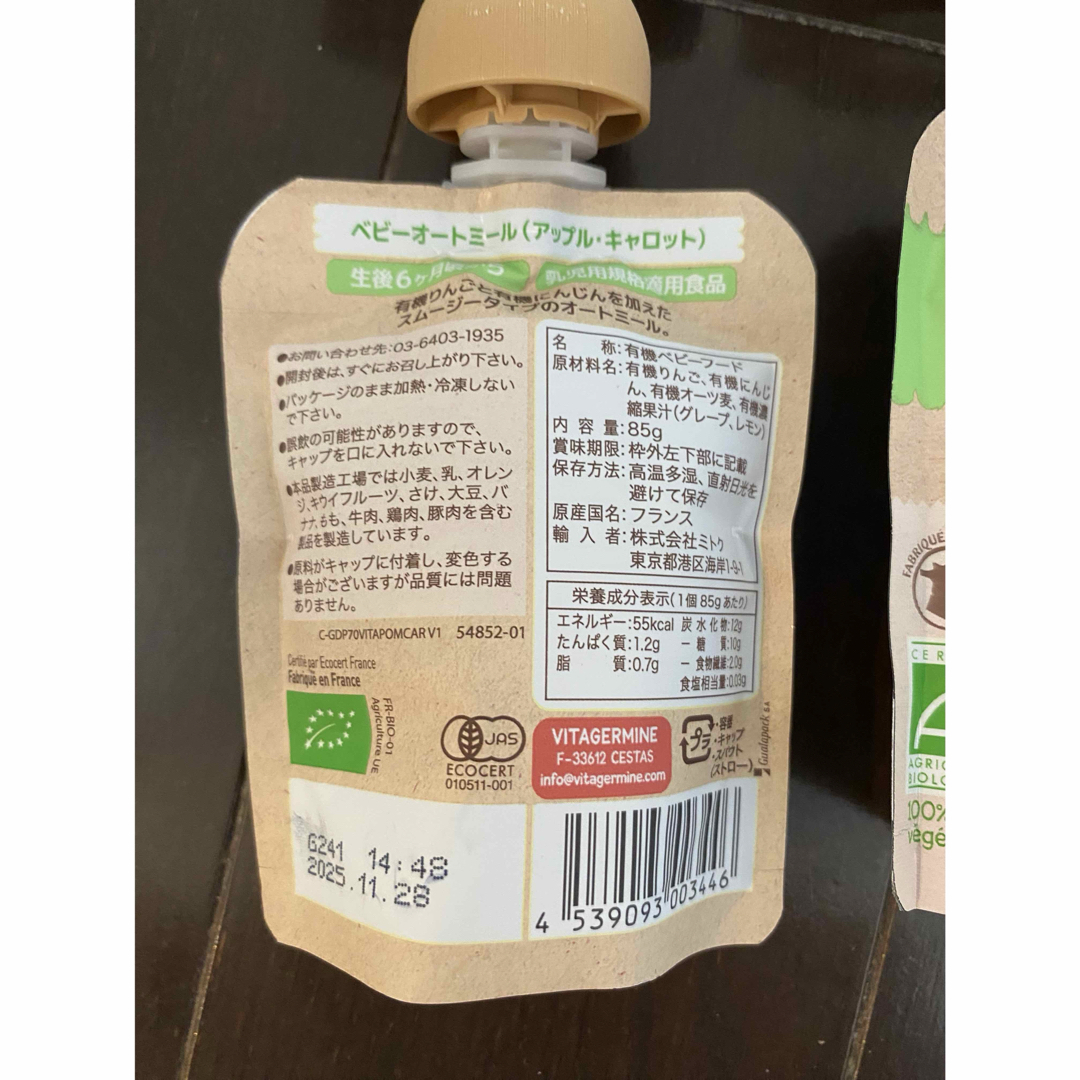 ベビーオートミール(アップル・キャロット)
生後6ヶ月頃から
乳児用規格適用食品
有機りんごと有機にんじんを加えた
スムージータイプのオートミール。
●お問い合わせ先:03-6403-1935
●開封後は、すぐにお召し上がり下さい。
●パッケージのまま加熱・冷凍しない
で下さい。
●誤飲の可能性がありますので、
キャップを口に入れないで下さい。
●本品製造工場では小麦、乳、オレン
ジ、キウイフルーツ、さけ、大豆、バ
ナナ、もも、牛肉、鶏肉、豚肉を含む
製品を製造しています。
●原料がキャップに付着し、変色する
場合がございますが品質には問題
ありません。
C-GDP70VITAPOMCAR V1 54852-01
名称:有機ベビーフード
原材料名:有機りんご、有機にんじ
ん、有機オーツ麦、有機濃
縮果汁(グレープ、レモン)
内容量:85g
賞味期限:枠外左下部に記載
保存方法:高温多湿、直射日光を
避けて保存
原産国名:フランス
輸入者:株式会社ミトク
東京都港区海岸1-9-1
栄養成分表示(1個85gあたり)
エネルギー:55kcal 炭水化物:12g
たんぱく質:1.2g －糖質:10g
脂質:0.7g －食物繊維:2.0g
食塩相当量:0.03g
Certifié par Ecocert France
Fabriqué en France
FR-BIO-01
Agriculture UE
JAS
ECOCERT
010511-001
VITAGERMINE
F-33612 CESTAS
info@vitagermine.com
プラ
・容器
・キャップ
・スパウト
(ストロー)
Gualapack S.A
G241 14:48
2025.11.28
4 539093 003446
FABRIQUÉ
CER
AGRIC
BIOLO
100%
végé